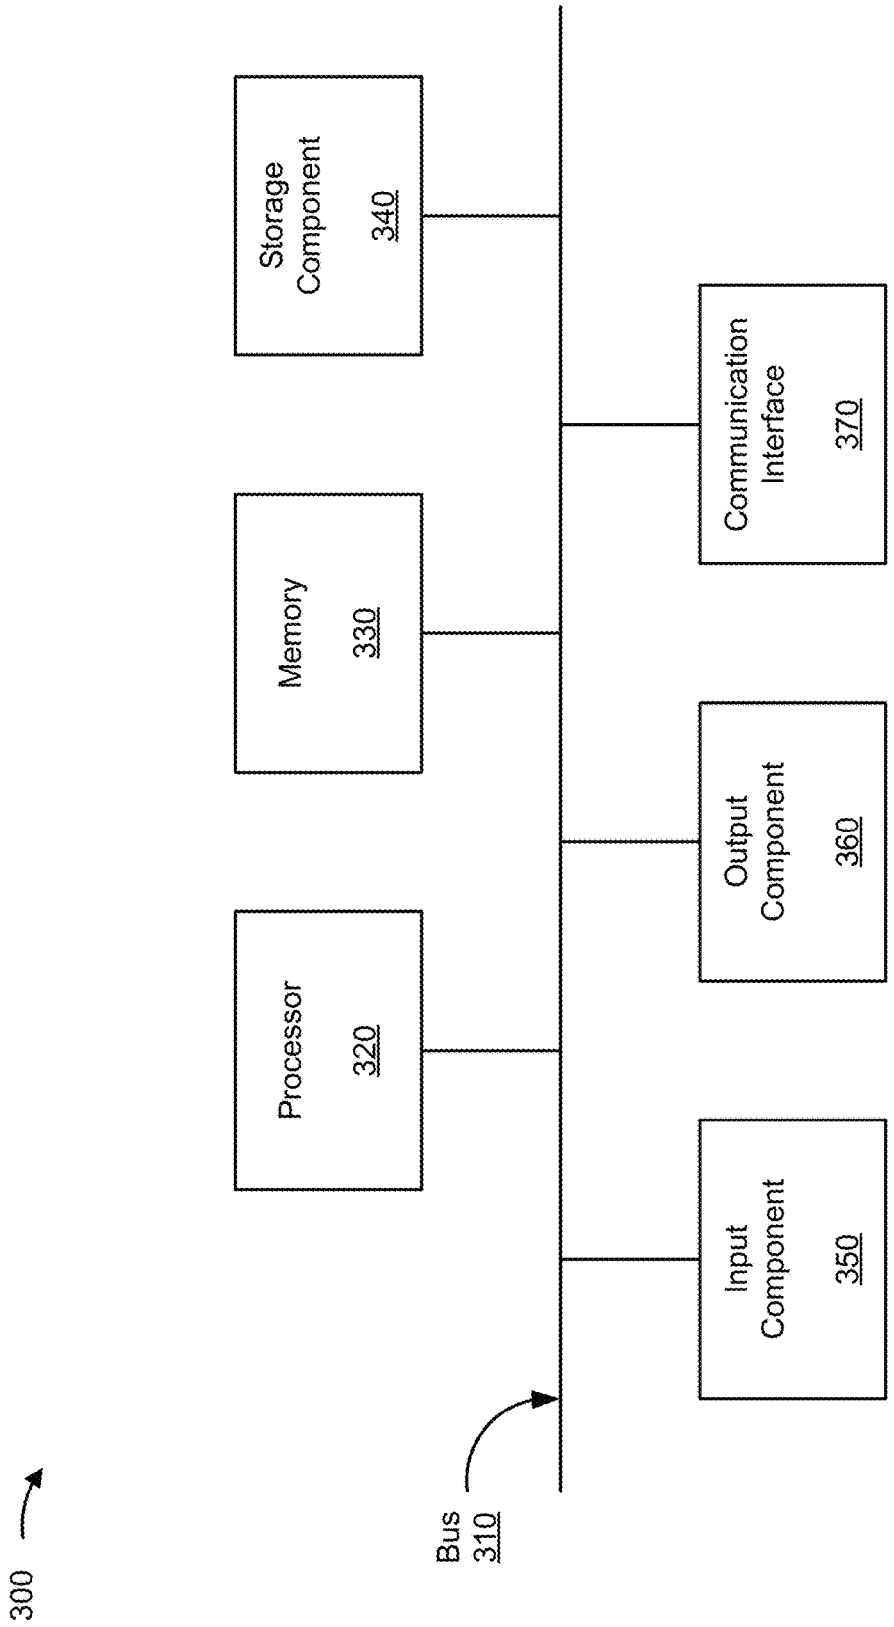 300
Bus
310
Processor
320
Memory
330
Storage
Component
340
Input
Component
350
Output
Component
360
Communication
Interface
370